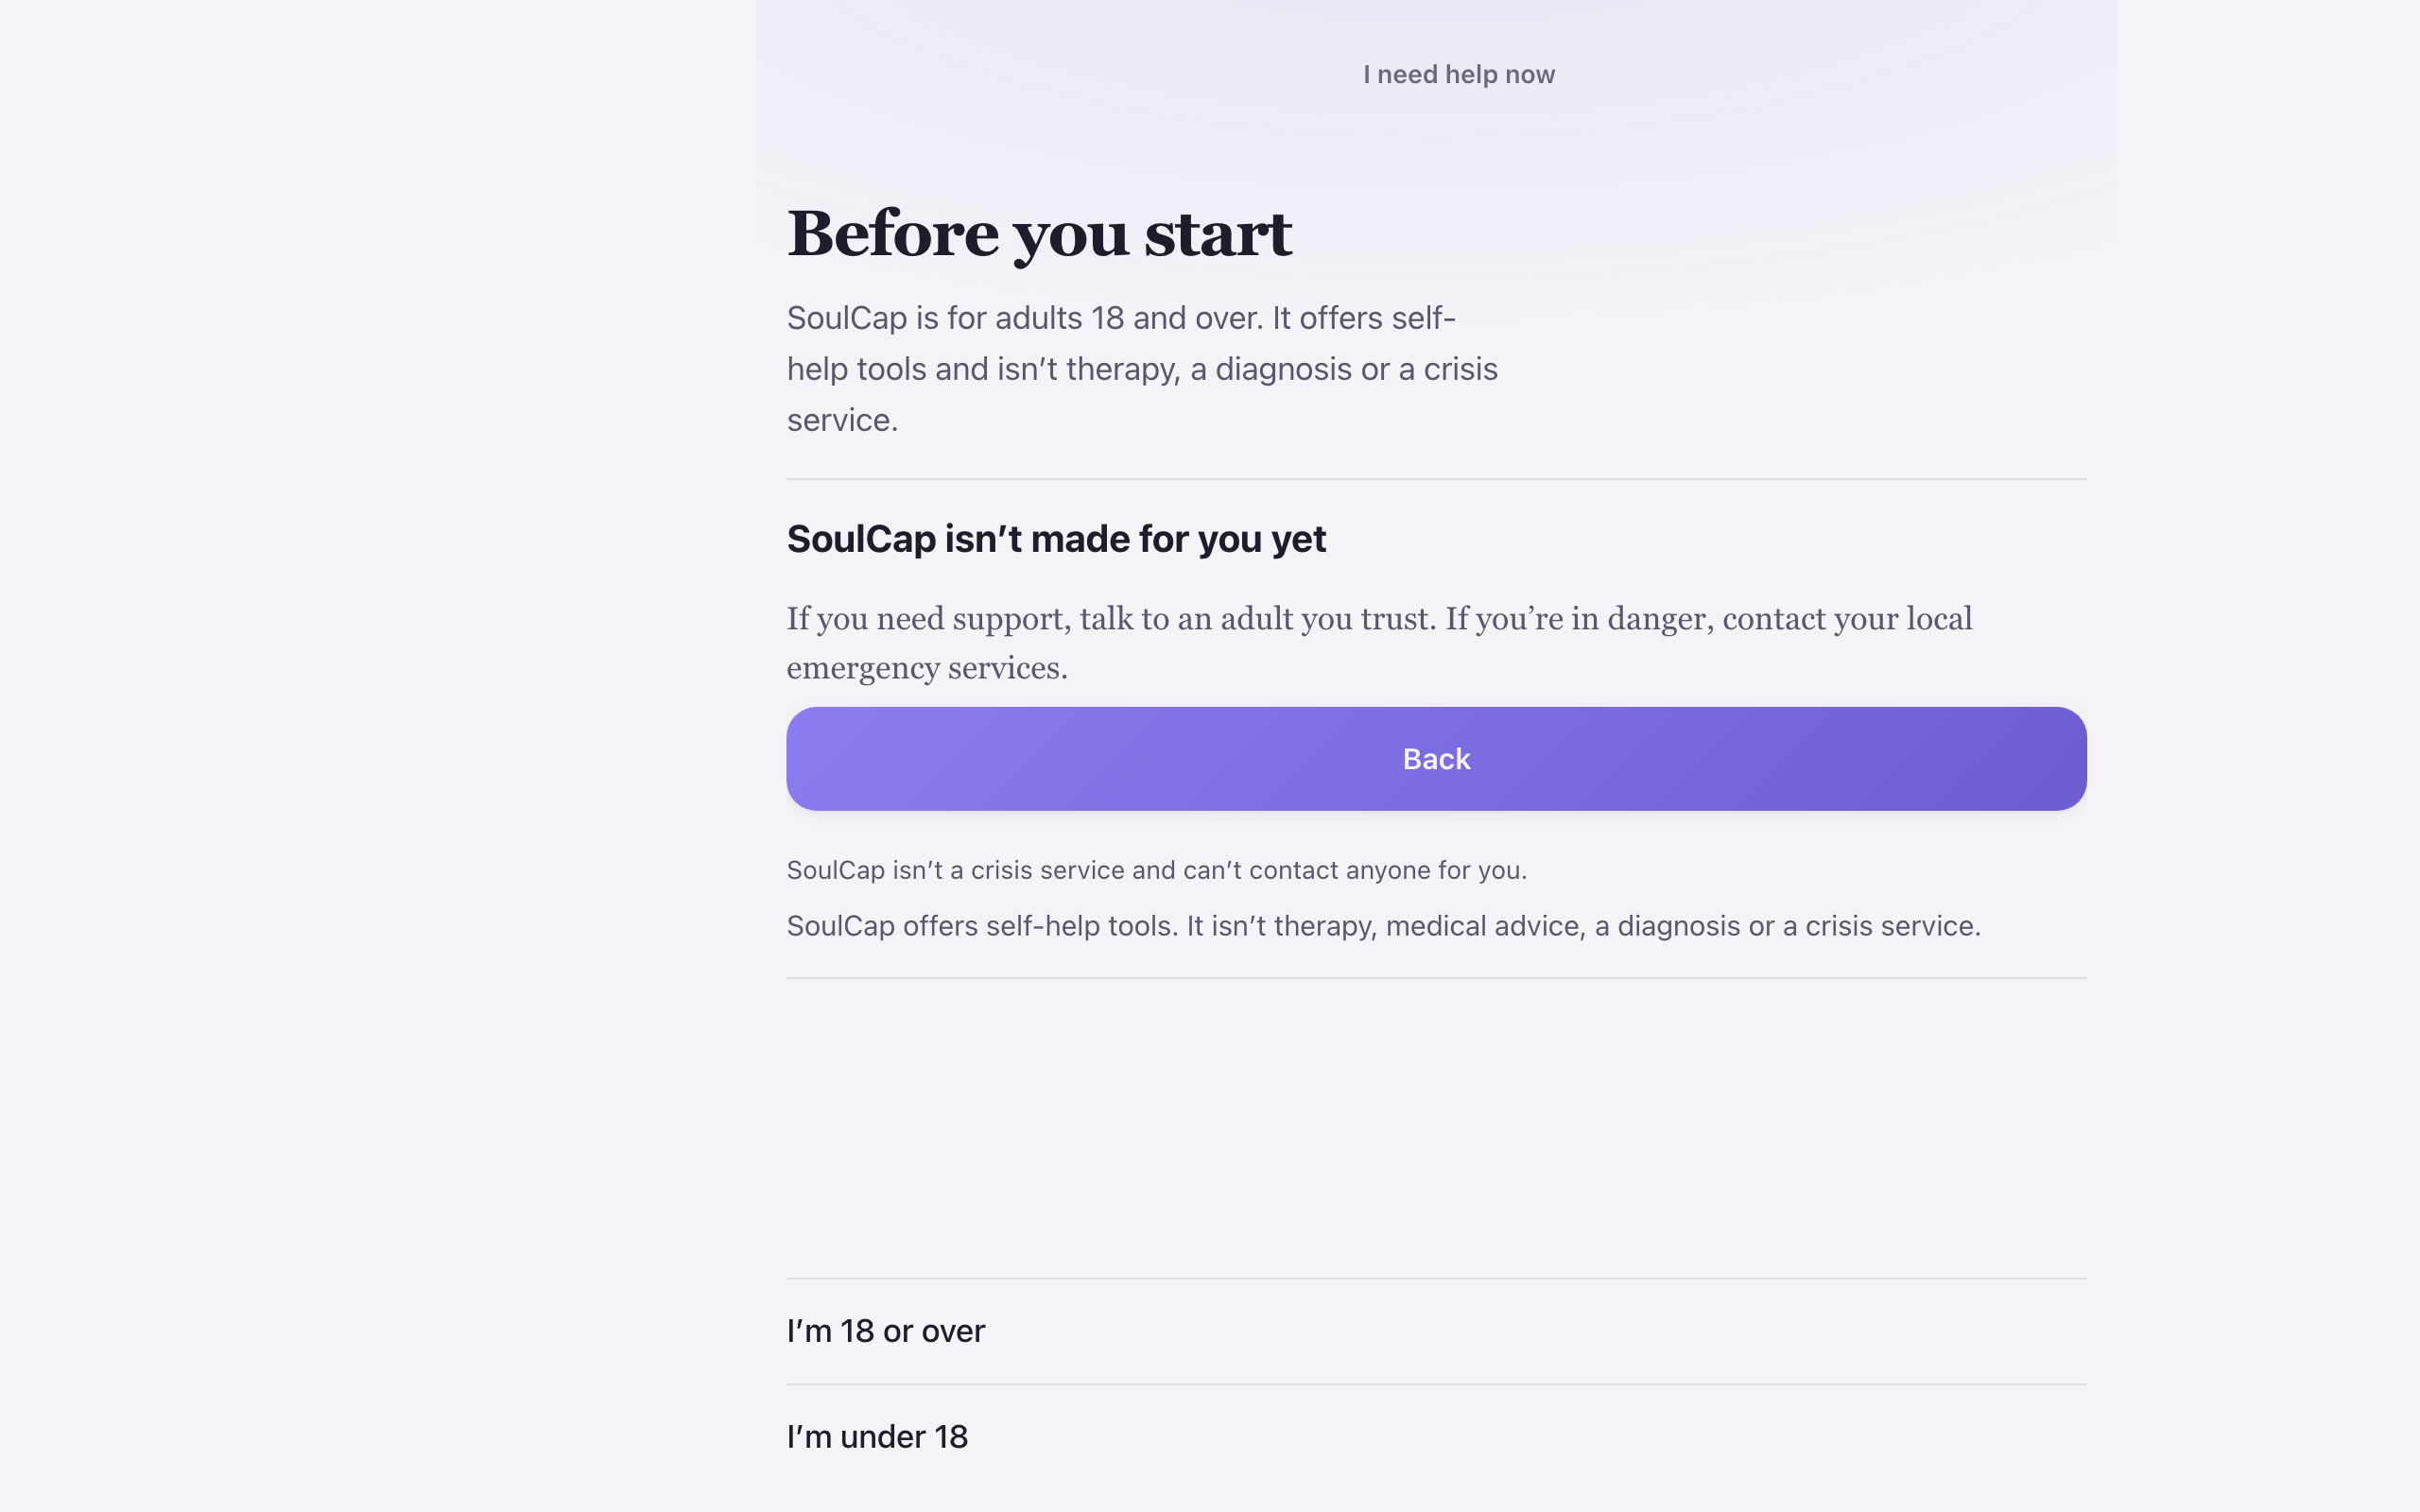 I need help now
Before you start
SoulCap is for adults 18 and over. It offers self-
help tools and isn’t therapy, a diagnosis or a crisis
service.
SoulCap isn’t made for you yet
If you need support, talk to an adult you trust. If you’re in danger, contact your local
emergency services.
Back
SoulCap isn’t a crisis service and can’t contact anyone for you.
SoulCap offers self-help tools. It isn’t therapy, medical advice, a diagnosis or a crisis service.
I’m 18 or over
I’m under 18